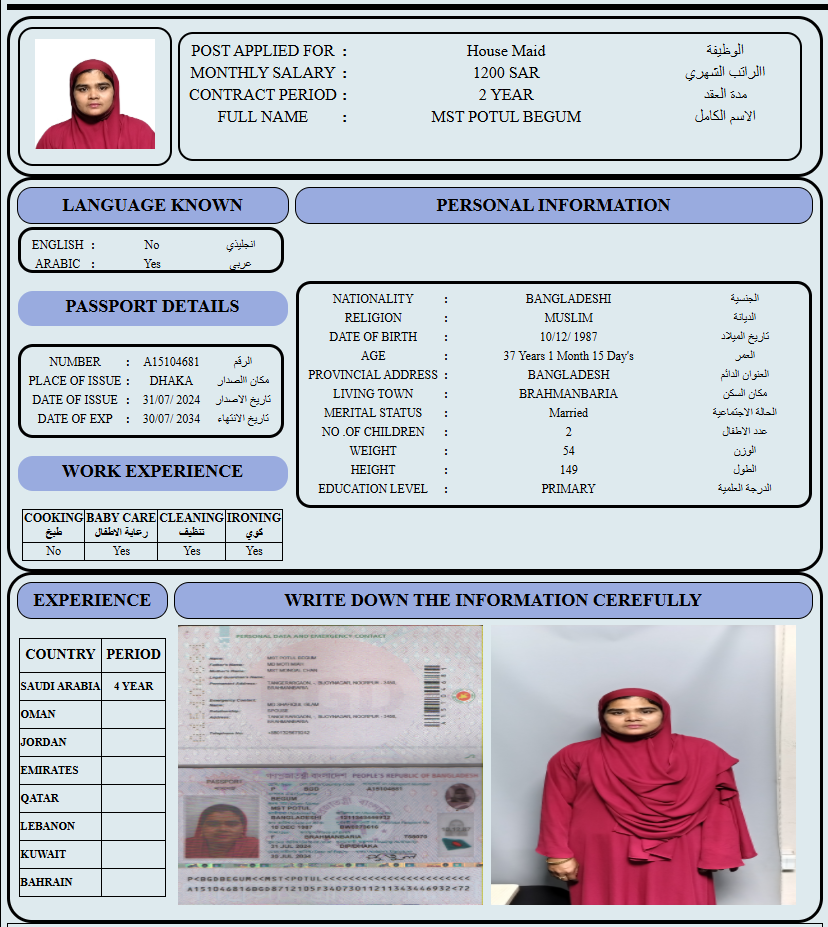 POST APPLIED FOR : House Maid الوظيفة
MONTHLY SALARY : 1200 SAR االراتب الشهري
CONTRACT PERIOD : 2 YEAR مدة العقد
FULL NAME : MST POTUL BEGUM الاسم الكامل
LANGUAGE KNOWN
ENGLISH : No انجليذي
ARABIC : Yes عربي
PASSPORT DETAILS
NUMBER : A15104681 الرقم
PLACE OF ISSUE : DHAKA مكان االصدار
DATE OF ISSUE : 31/07/ 2024 تاريخ الاصدار
DATE OF EXP : 30/07/ 2034 تاريخ الانتهاء
WORK EXPERIENCE
COOKING BABY CARE CLEANING IRONING
طبخ رعاية الاطفال تنظيف كوي
No Yes Yes Yes
PERSONAL INFORMATION
NATIONALITY : BANGLADESHI الجنسية
RELIGION : MUSLIM الديانة
DATE OF BIRTH : 10/12/ 1987 تاريخ الميلاد
AGE : 37 Years 1 Month 15 Day's العمر
PROVINCIAL ADDRESS : BANGLADESH العنوان الدائم
LIVING TOWN : BRAHMANBARIA مكان السكن
MERITAL STATUS : Married الحالة الاجتماعية
NO .OF CHILDREN : 2 عدد الاطفال
WEIGHT : 54 الوزن
HEIGHT : 149 الطول
EDUCATION LEVEL : PRIMARY الدرجة العلمية
EXPERIENCE
COUNTRY PERIOD
SAUDI ARABIA 4 YEAR
OMAN
JORDAN
EMIRATES
QATAR
LEBANON
KUWAIT
BAHRAIN
WRITE DOWN THE INFORMATION CEREFULLY
PERSONAL DATA AND EMERGENCY CONTACT
MST POTUL BEGUM
PASSPORT PEOPLE'S REPUBLIC OF BANGLADESH
P BGD A15104681
BEGUM
MST POTUL
BANGLADESHI
10 DEC 1987
F BRAHMANBARIA
31 JUL 2024 DIP/DHAKA
30 JUL 2034
P<BGDBEGUM<<MST<POTUL<<<<<<<<<<<<<<<<<<<<<<<